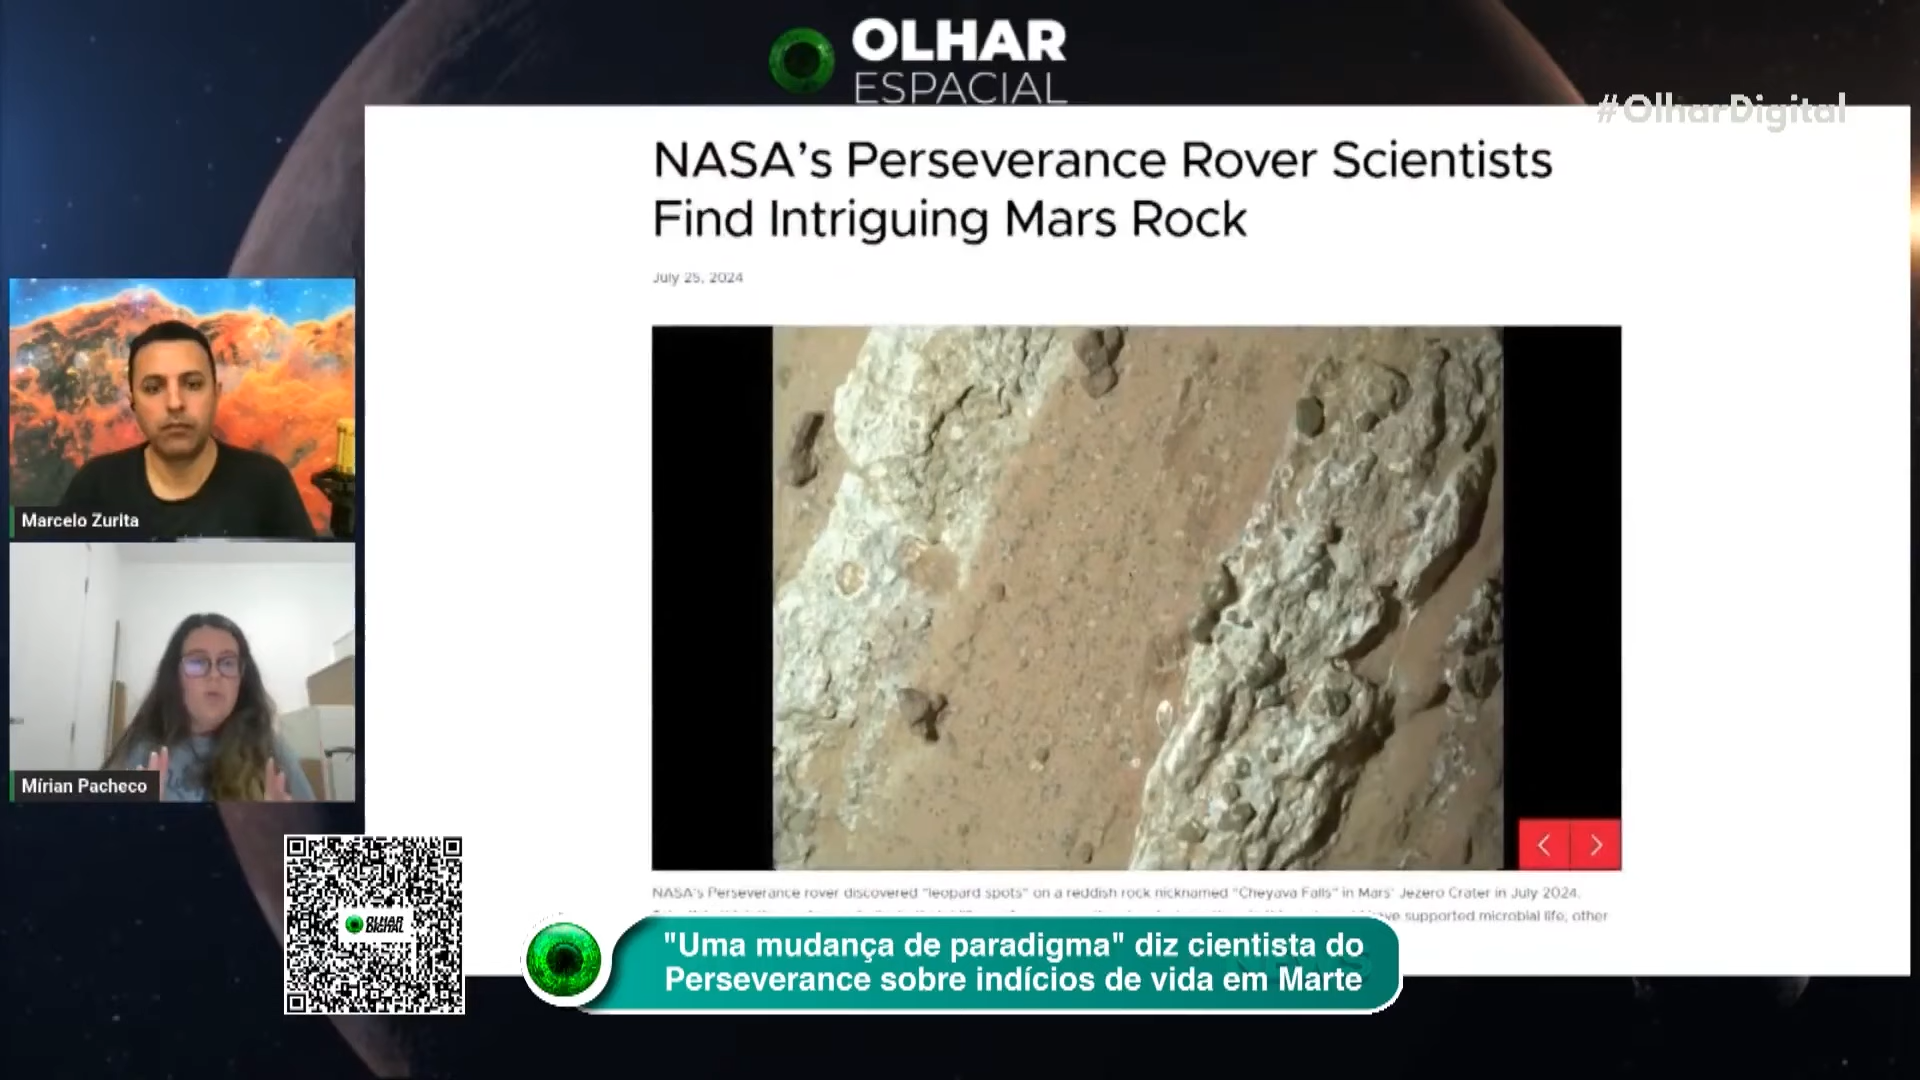 OLHAR
ESPACIAL
#OlharDigital
NASA’s Perseverance Rover Scientists
Find Intriguing Mars Rock
July 25, 2024
Marcelo Zurita
Mírian Pacheco
NASA's Perseverance rover discovered "leopard spots" on a reddish rock nicknamed "Cheyava Falls" in Mars' Jezero Crater in July 2024.
supported microbial life; other
OLHAR
DIGITAL
"Uma mudança de paradigma" diz cientista do
Perseverance sobre indícios de vida em Marte